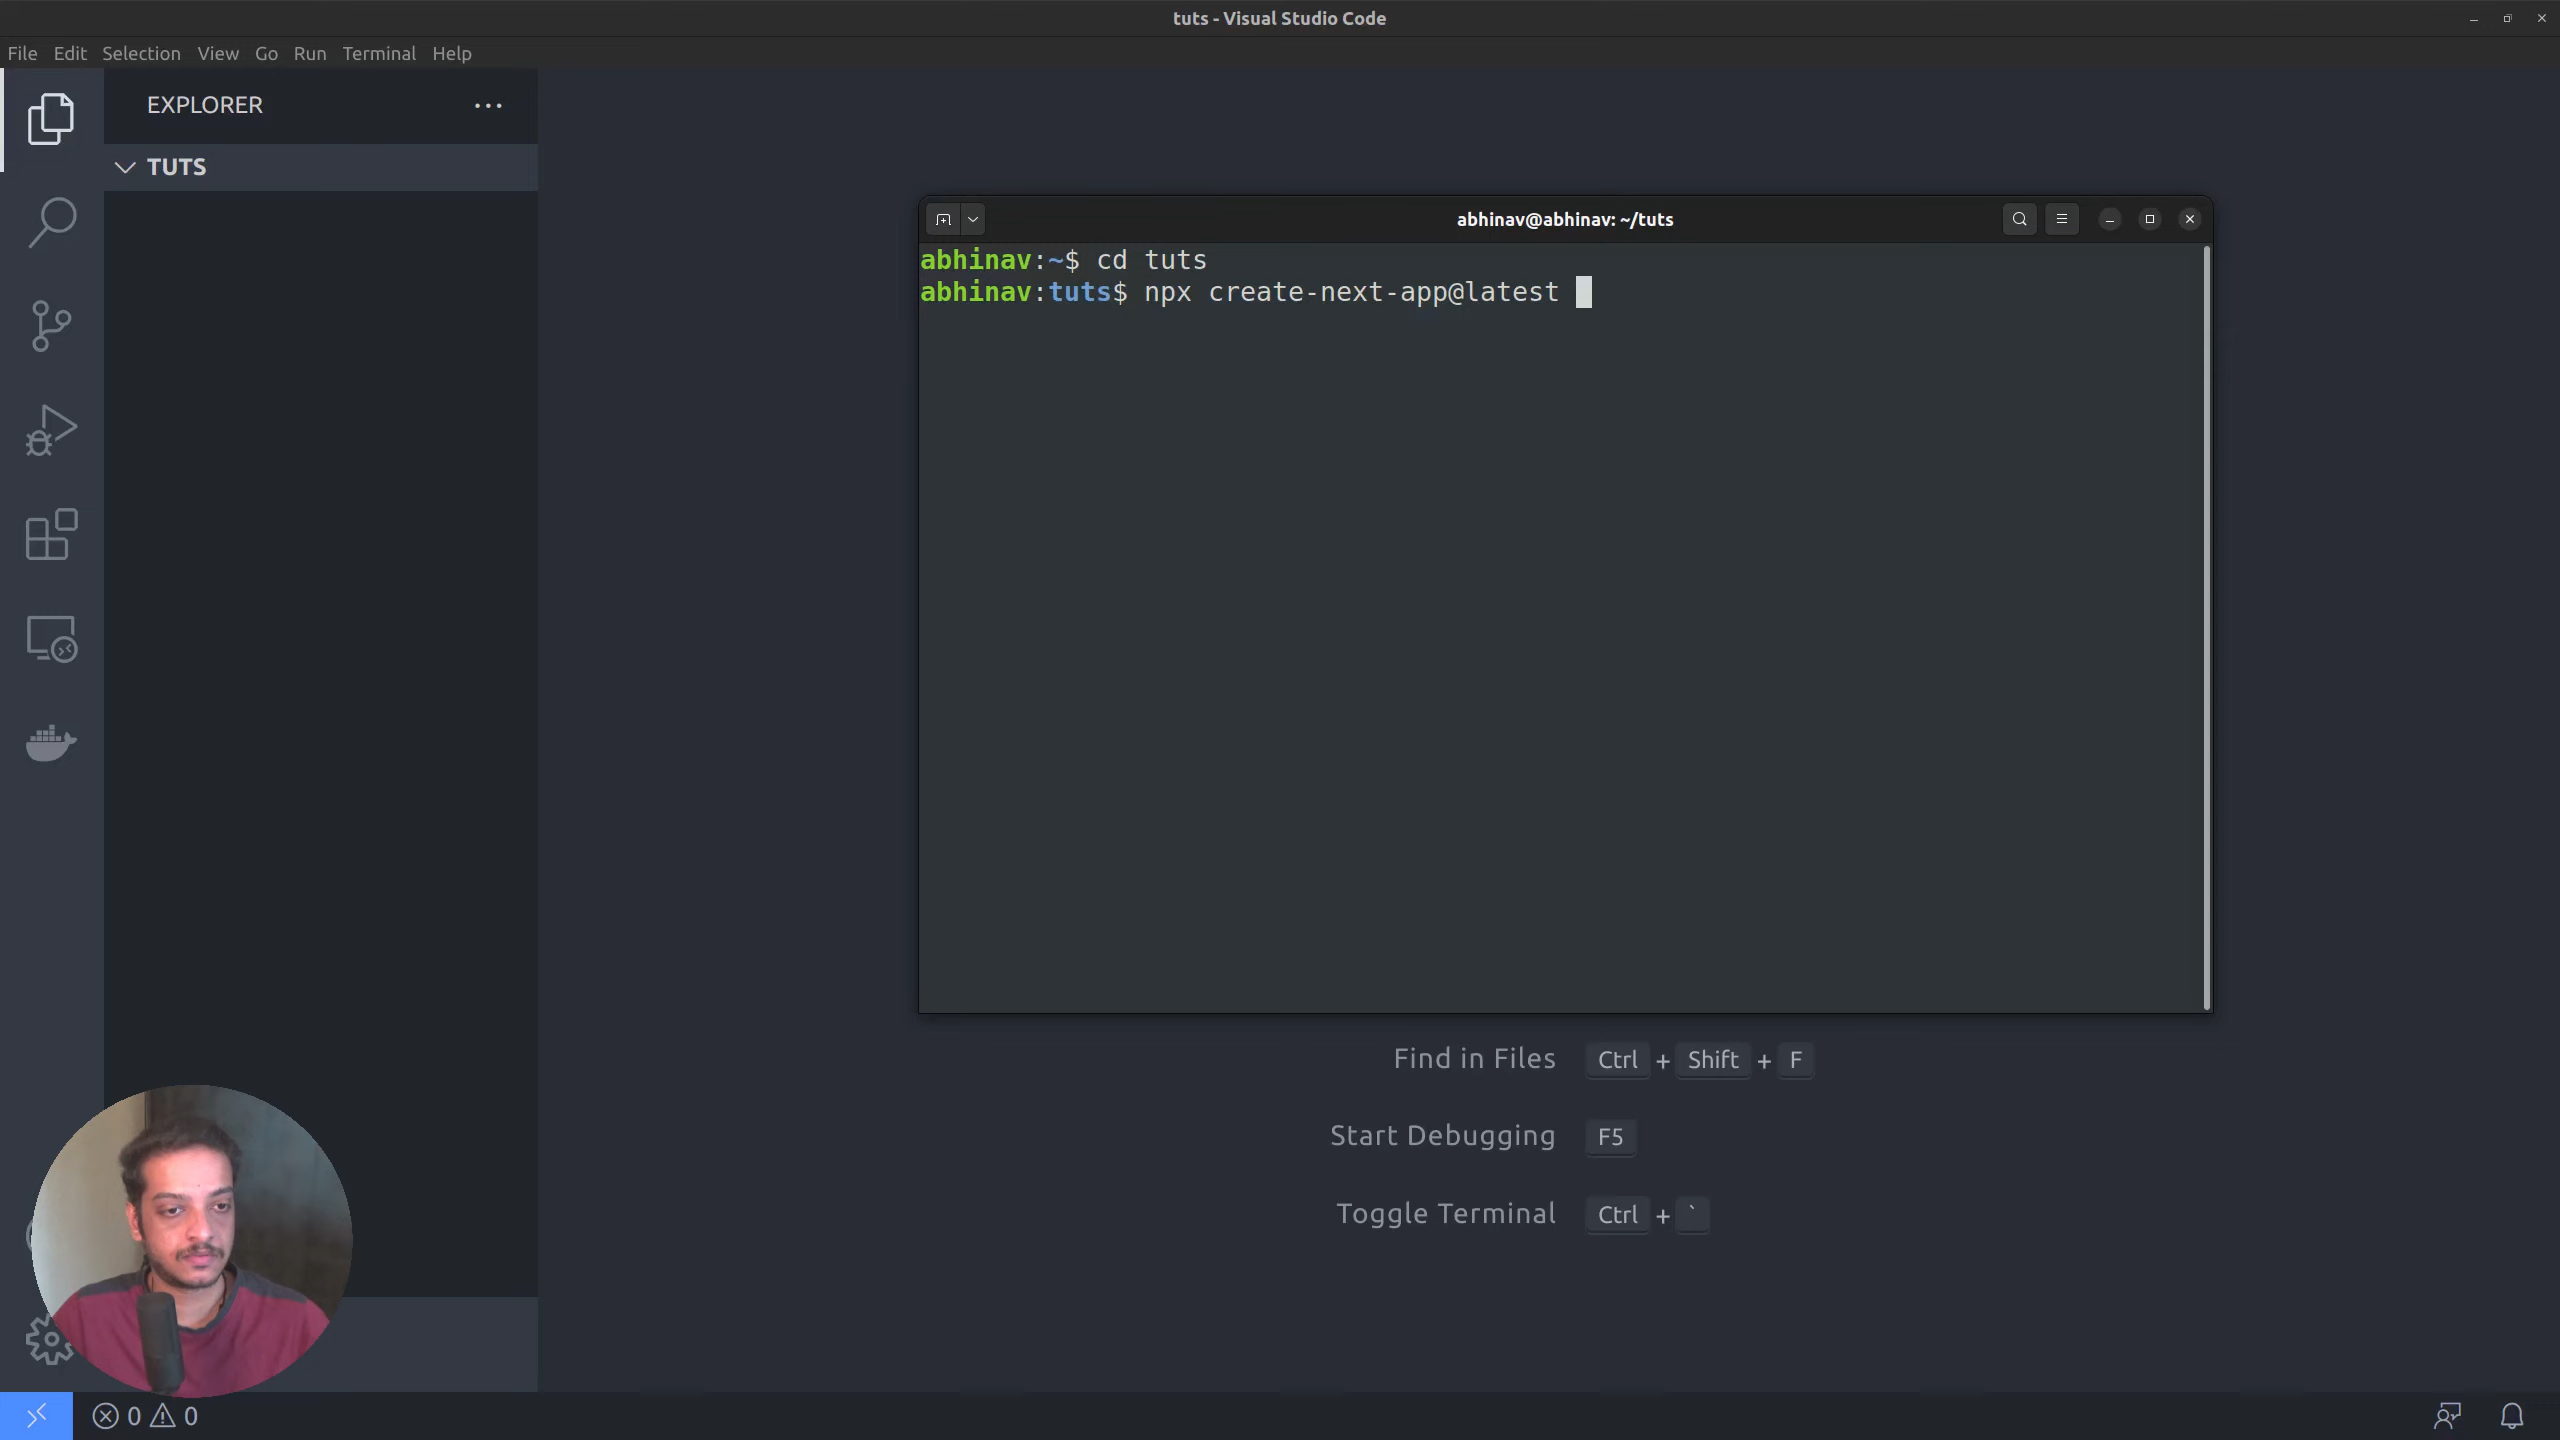 tuts - Visual Studio Code
File Edit Selection View Go Run Terminal Help
EXPLORER
TUTS
abhinav@abhinav: ~/tuts
abhinav:~$ cd tuts
abhinav:tuts$ npx create-next-app@latest
Find in Files Ctrl + Shift + F
Start Debugging F5
Toggle Terminal Ctrl + `
0 0